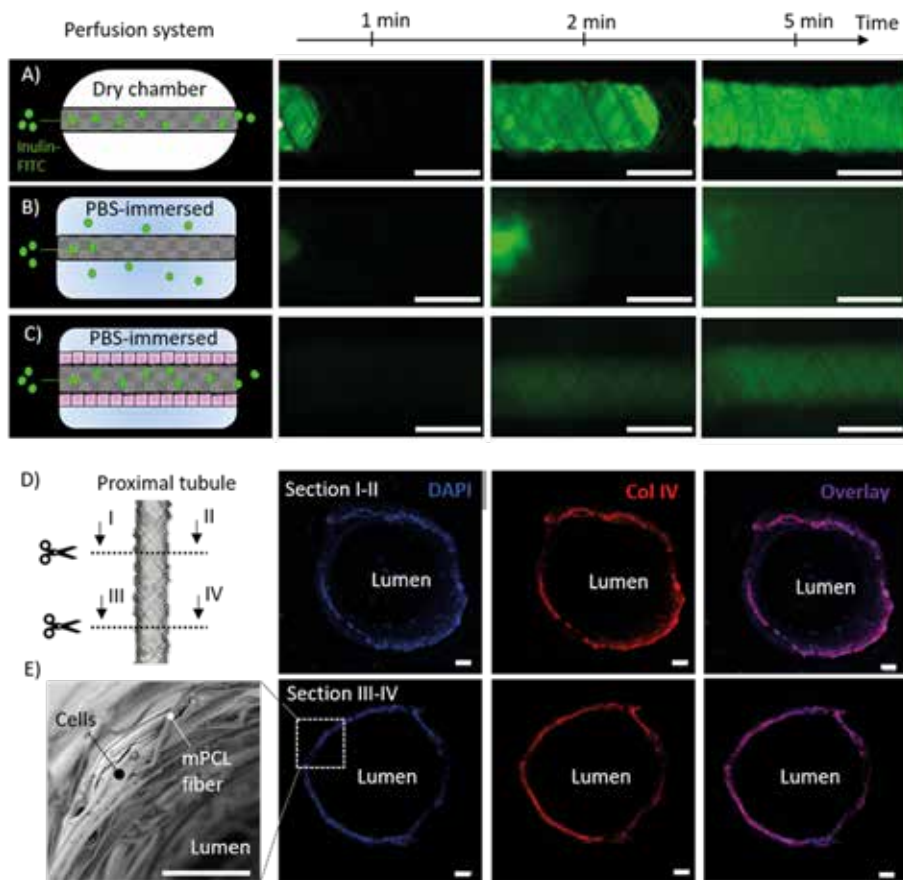 Perfusion system
1 min
2 min
5 min
Time
A)
Dry chamber
Inulin-
FITC
B)
PBS-immersed
C)
PBS-immersed
D)
Proximal tubule
I
II
III
IV
Section I-II
DAPI
Col IV
Overlay
Lumen
Lumen
Lumen
E)
Cells
mPCL
fiber
Lumen
Section III-IV
Lumen
Lumen
Lumen